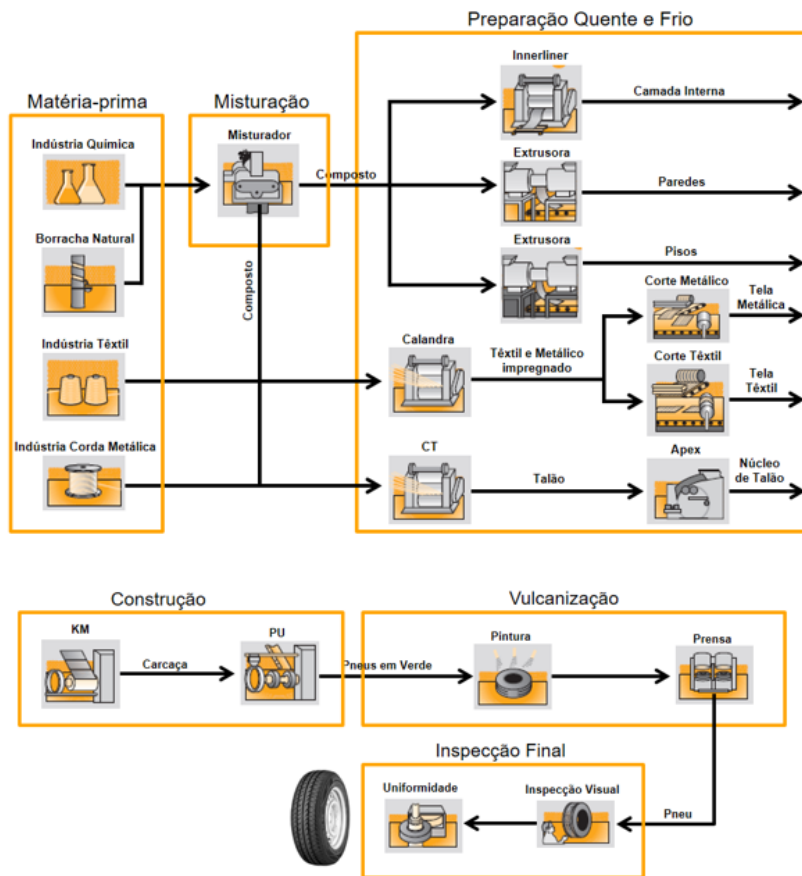 Preparação Quente e Frio
Innerliner
Matéria-prima
Misturação
Camada Interna
Indústria Química
Misturador
Extrusora
Composto
Paredes
Borracha Natural
Extrusora
Pisos
Composto
Corte Metálico
Tela
Metálica
Indústria Têxtil
Calandra
Têxtil e Metálico
impregnado
Corte Têxtil
Tela
Têxtil
Indústria Corda Metálica
CT
Apex
Talão
Núcleo
de Talão
Construção
Vulcanização
KM
PU
Pintura
Prensa
Carcaça
Pneus em Verde
Inspecção Final
Uniformidade
Inspecção Visual
Pneu